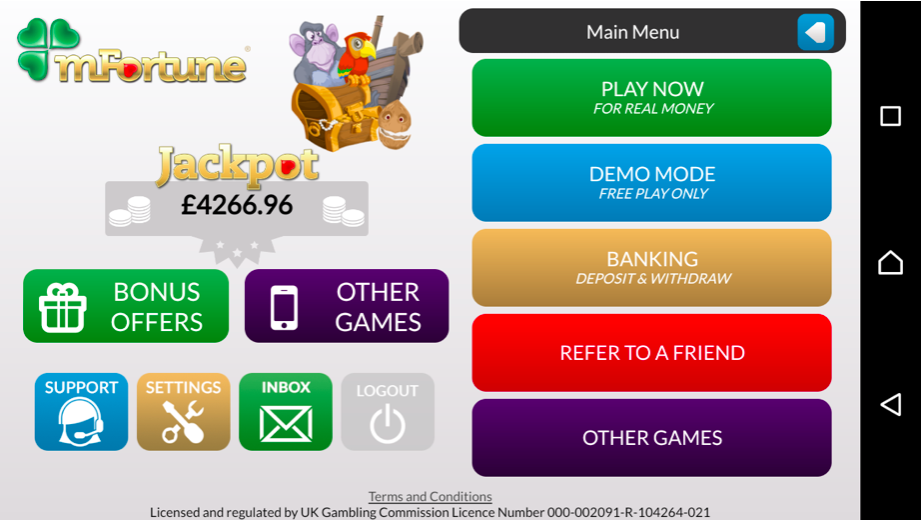 mFortune
Jackpot
£4266.96
BONUS
OFFERS
OTHER
GAMES
SUPPORT
SETTINGS
INBOX
LOGOUT
Main Menu
PLAY NOW
FOR REAL MONEY
DEMO MODE
FREE PLAY ONLY
BANKING
DEPOSIT & WITHDRAW
REFER TO A FRIEND
OTHER GAMES
Terms and Conditions
Licensed and regulated by UK Gambling Commission Licence Number 000-002091-R-104264-021